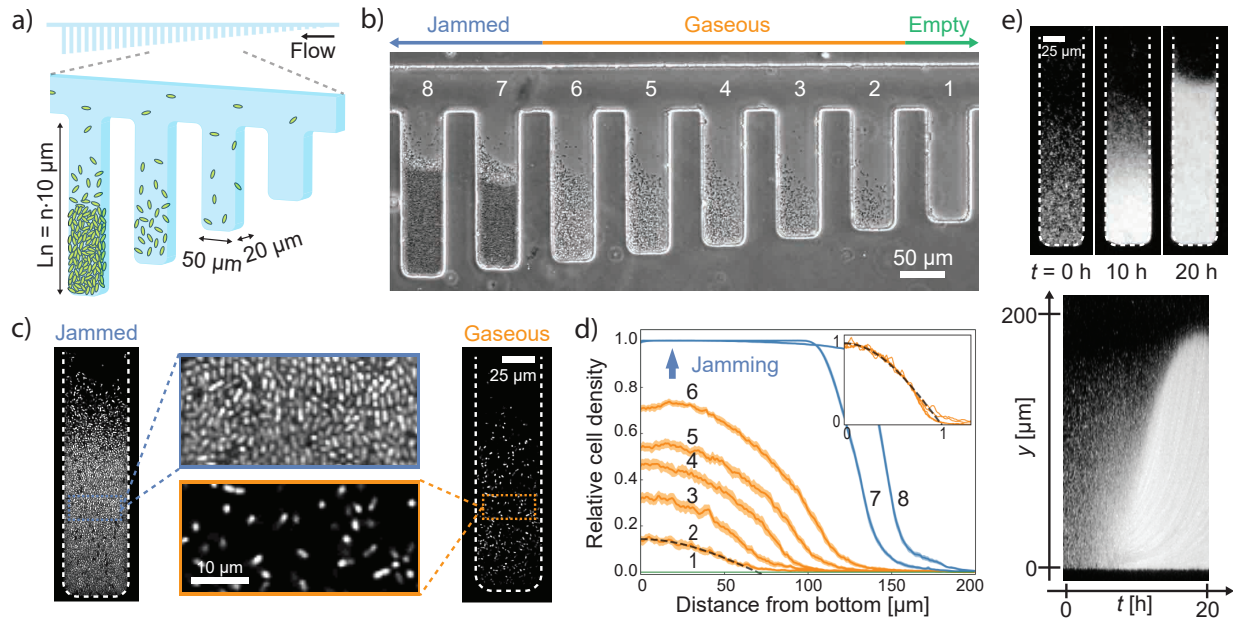 a)
Flow
Ln = n·10 µm
50 µm
20 µm
b)
Jammed
Gaseous
Empty
8 7 6 5 4 3 2 1
50 µm
c)
Jammed
Gaseous
25 µm
10 µm
d)
Relative cell density
1.0
0.8
0.6
0.4
0.2
0.0
Jamming
6
5
4
3
2
1
7 8
1
0
0 1
0 50 100 150 200
Distance from bottom [µm]
e)
25 µm
t = 0 h 10 h 20 h
y [µm]
200
0
0 20
t [h]